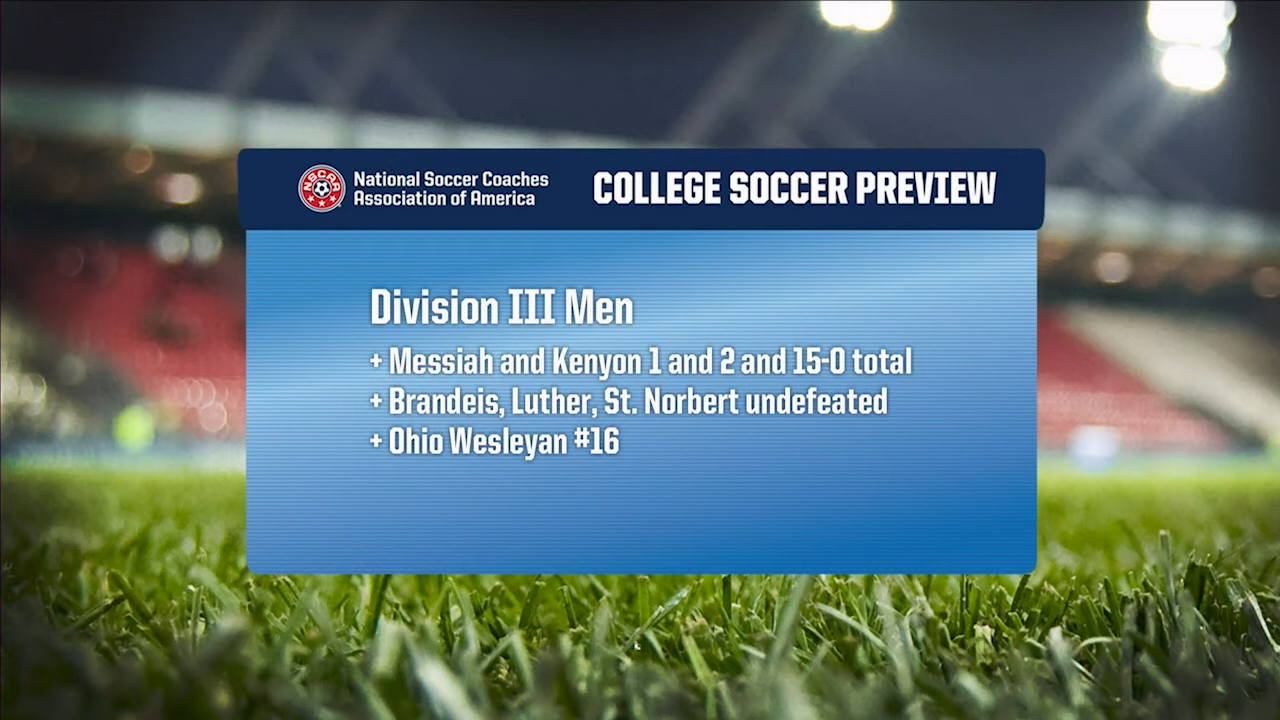 NSCAA
National Soccer Coaches
Association of America
COLLEGE SOCCER PREVIEW
Division III Men
+ Messiah and Kenyon 1 and 2 and 15-0 total
+ Brandeis, Luther, St. Norbert undefeated
+ Ohio Wesleyan #16